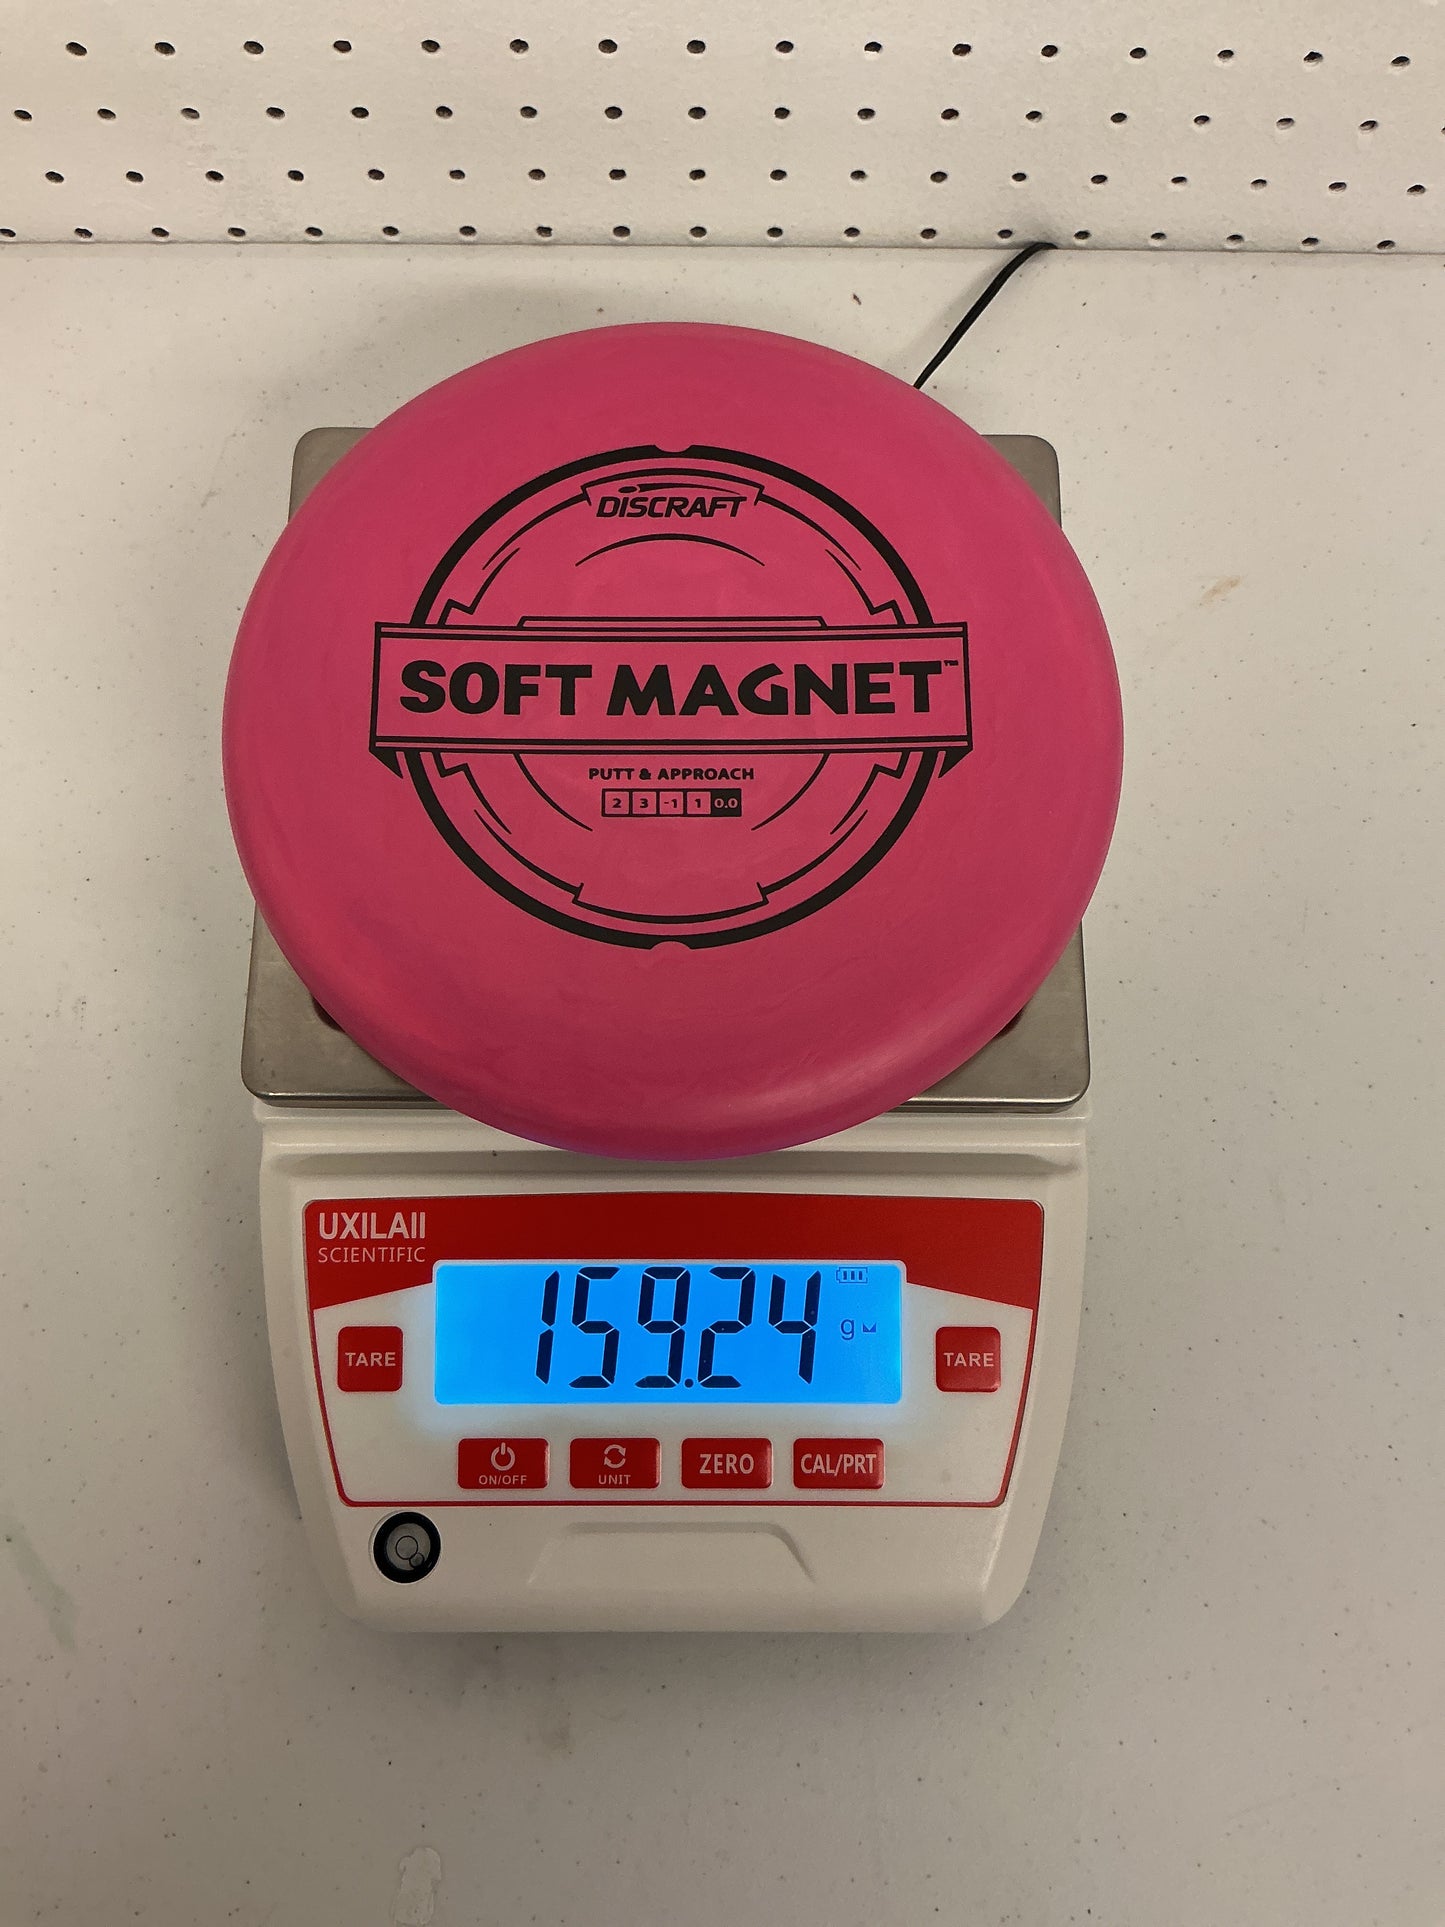 DISCRAFT
SOFT MAGNET™
PUTT & APPROACH
2 3 -1 1 0.0
UXILAII
SCIENTIFIC
159.24 g
TARE
TARE
ON/OFF
UNIT
ZERO
CAL/PRT